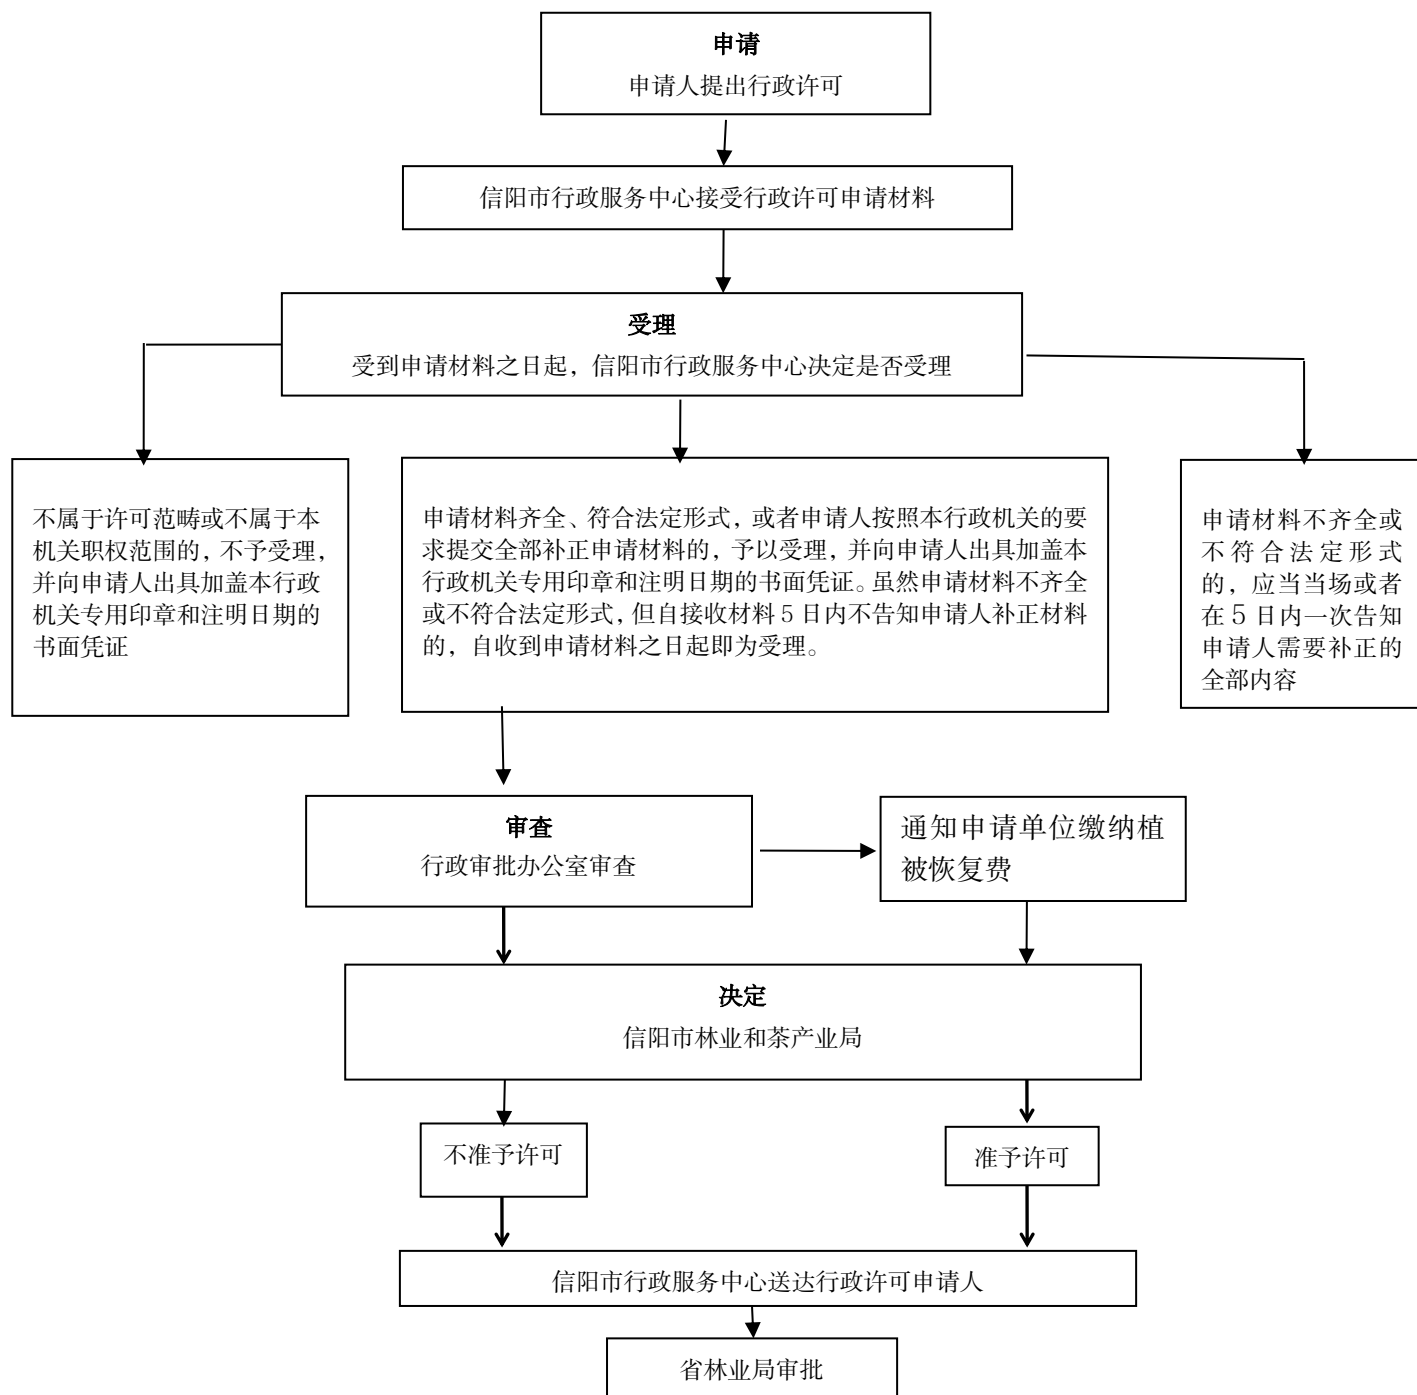 申请
申请人提出行政许可
信阳市行政服务中心接受行政许可申请材料
受理
受到申请材料之日起，信阳市行政服务中心决定是否受理
不属于许可范畴或不属于本
机关职权范围的，不予受理，
并向申请人出具加盖本行政
机关专用印章和注明日期的
书面凭证
申请材料齐全、符合法定形式，或者申请人按照本行政机关的要
求提交全部补正申请材料的，予以受理，并向申请人出具加盖本
行政机关专用印章和注明日期的书面凭证。虽然申请材料不齐全
或不符合法定形式，但自接收材料 5 日内不告知申请人补正材料
的，自收到申请材料之日起即为受理。
申请材料不齐全或
不符合法定形式
的，应当当场或者
在 5 日内一次告知
申请人需要补正的
全部内容
审查
行政审批办公室审查
通知申请单位缴纳植
被恢复费
决定
信阳市林业和茶产业局
不准予许可
准予许可
信阳市行政服务中心送达行政许可申请人
省林业局审批